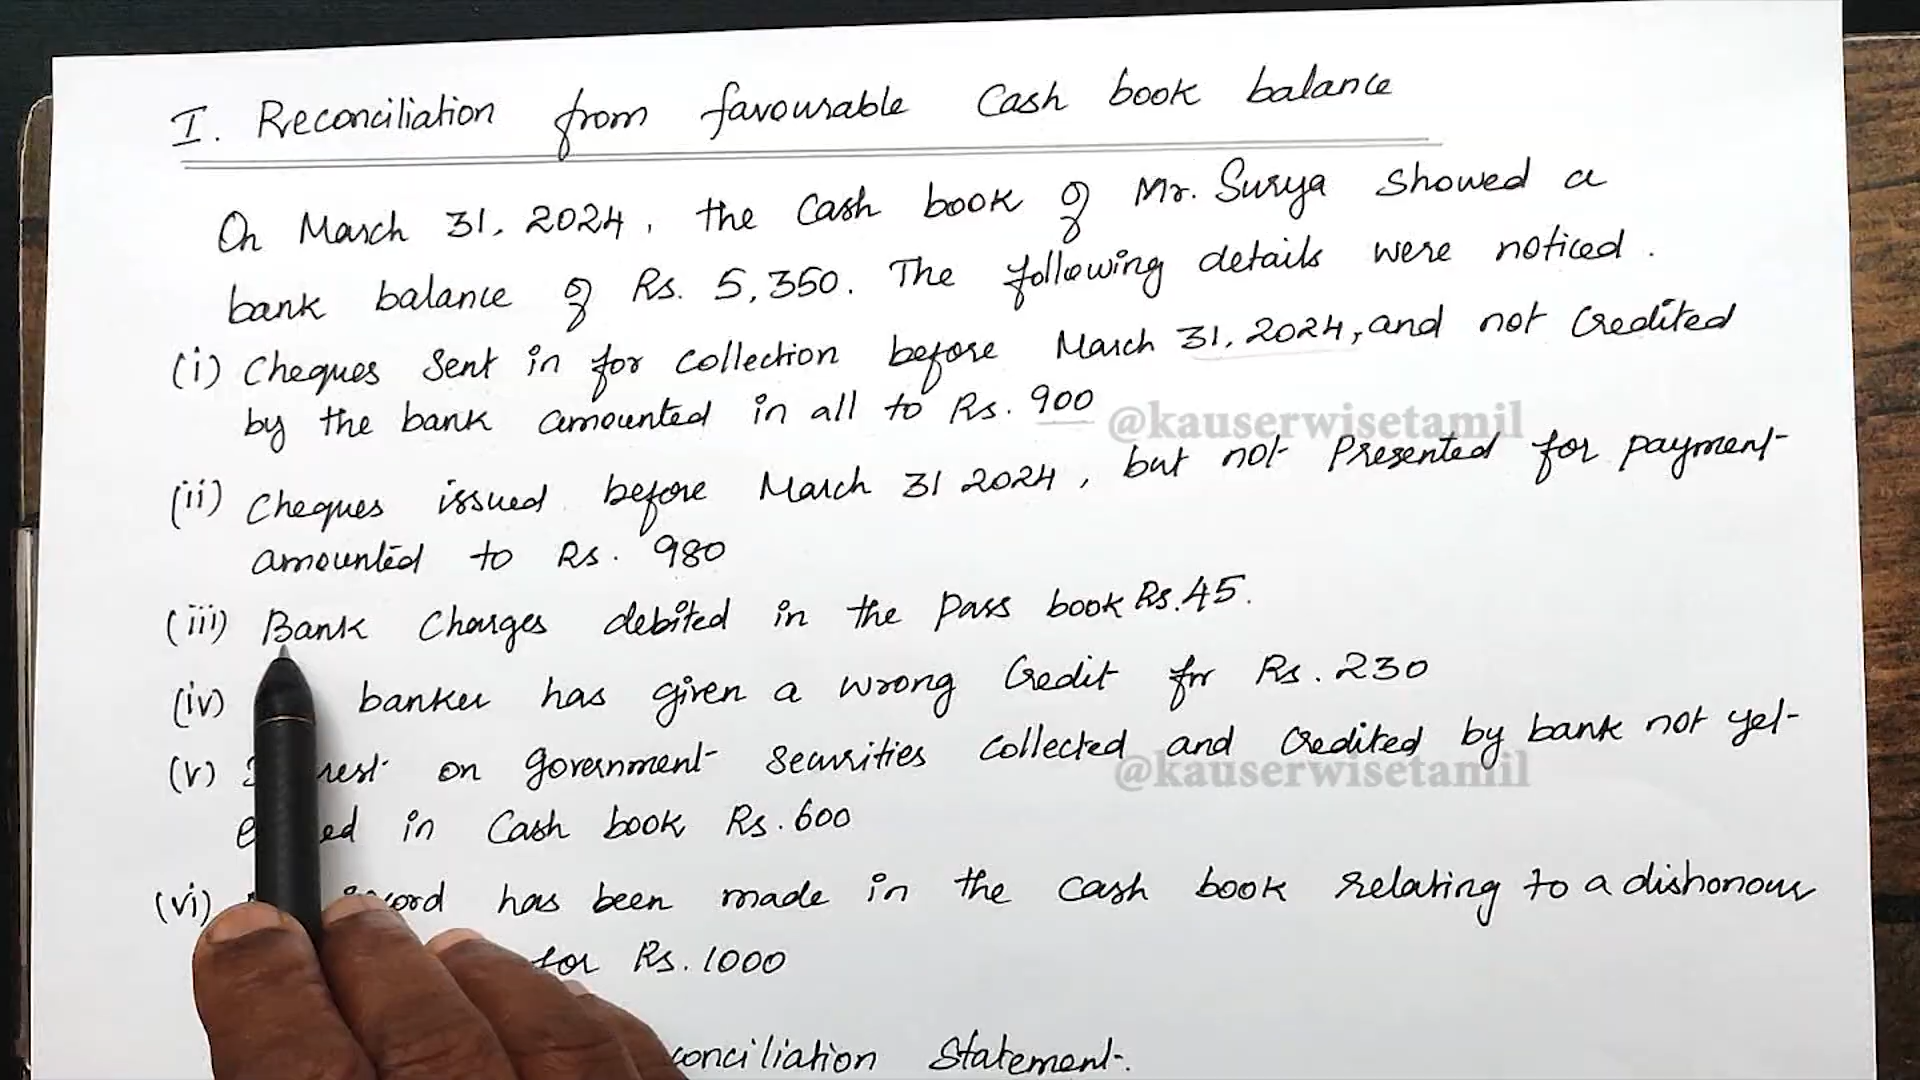 I. Reconciliation from favourable Cash book balance
On March 31, 2024, the Cash book of Mr. Surya showed a
bank balance of Rs. 5,350. The following details were noticed.
(i) Cheques sent in for collection before March 31, 2024, and not credited
by the bank amounted in all to Rs. 900
@kauserwisetamil
(ii) Cheques issued before March 31 2024, but not presented for payment
amounted to Rs. 980
(iii) Bank Charges debited in the pass book Rs. 45.
(iv) banker has given a wrong Credit for Rs. 230
(v) on government securities collected and credited by bank not yet
in Cash book Rs. 600
@kauserwisetamil
(vi) has been made in the cash book relating to a dishonour
for Rs. 1000
Statement.